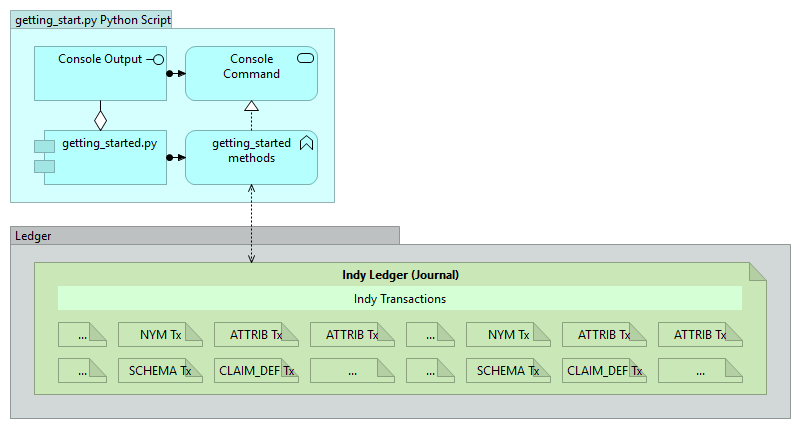 getting_start.py Python Script
Console Output
Console
Command
getting_started.py
getting_started
methods
Ledger
Indy Ledger (Journal)
Indy Transactions
... NYM Tx ATTRIB Tx ATTRIB Tx ... NYM Tx ATTRIB Tx ATTRIB Tx
... SCHEMA Tx CLAIM_DEF Tx ... ... SCHEMA Tx CLAIM_DEF Tx ...